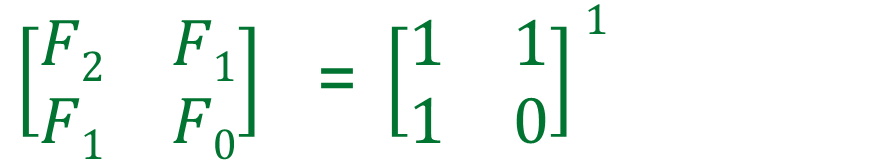 [F₂ F₁
F₁ F₀] = [1 1
1 0]¹